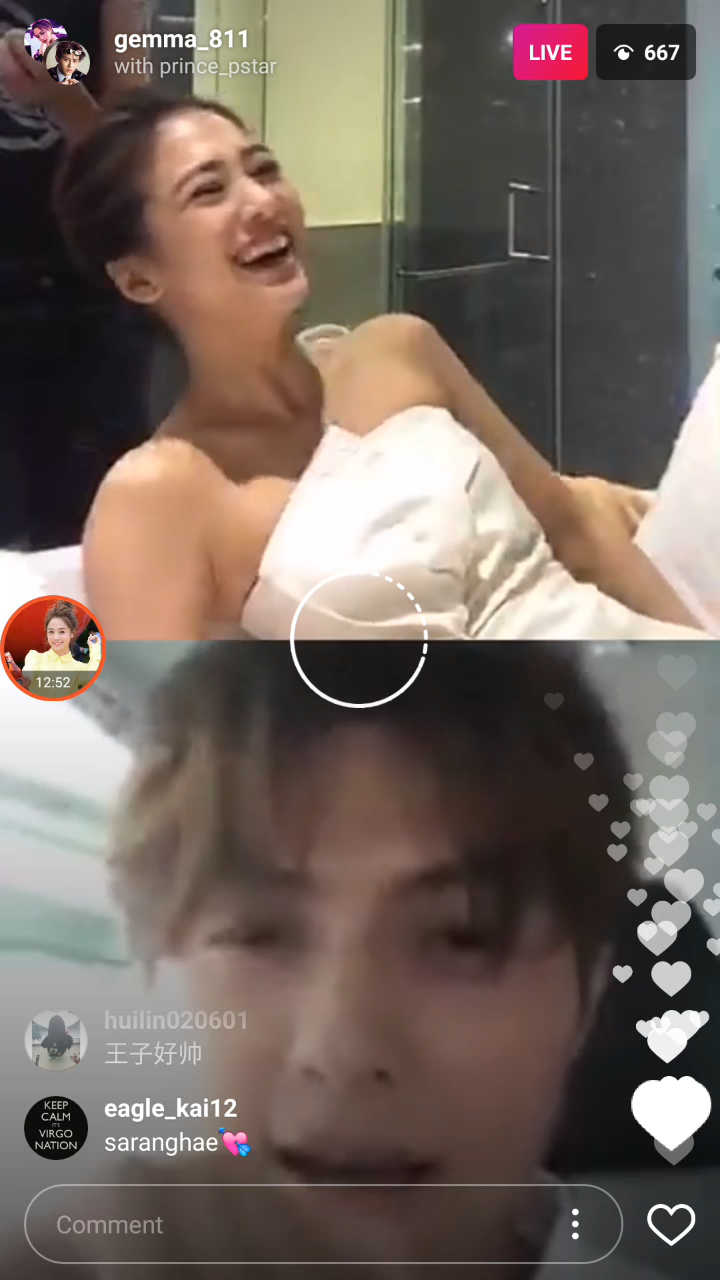 gemma_811
with prince_pstar
LIVE
667
12:52
huilin020601
王子好帅
eagle_kai12
saranghae
KEEP
CALM
ITS
VIRGO
NATION
Comment